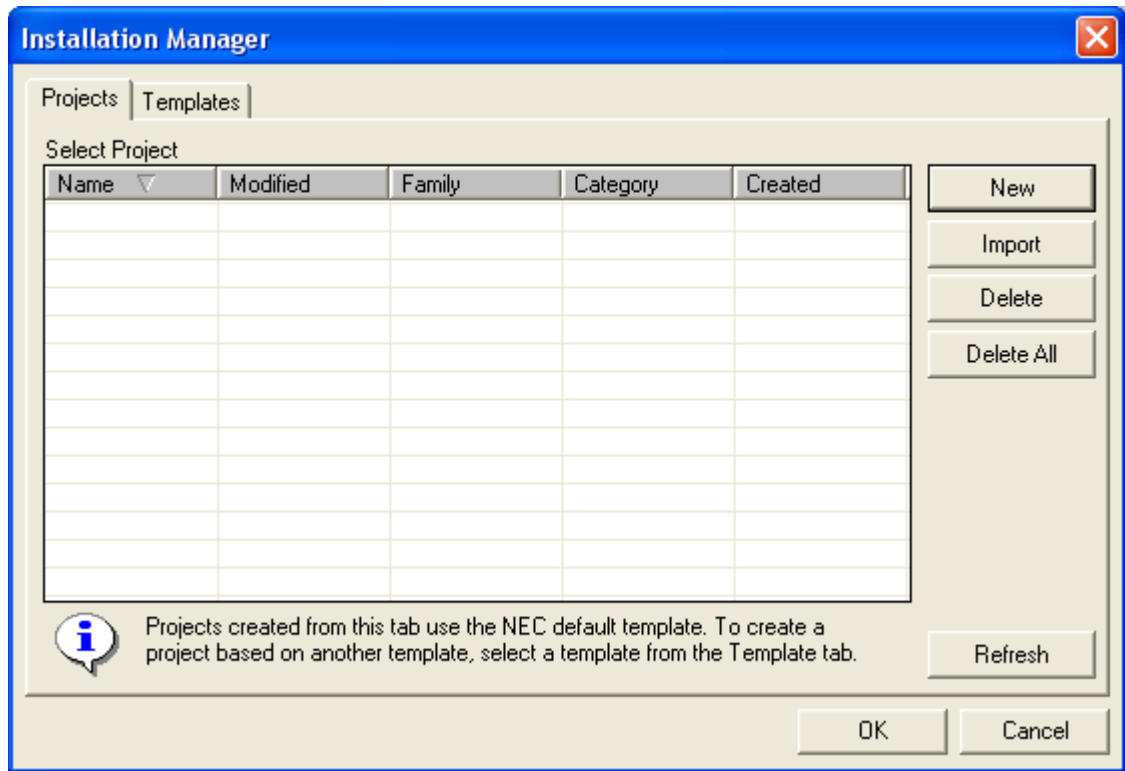 Installation Manager
Projects
Templates
Select Project
Name Modified Family Category Created
New
Import
Delete
Delete All
Projects created from this tab use the NEC default template. To create a
project based on another template, select a template from the Template tab.
Refresh
OK
Cancel